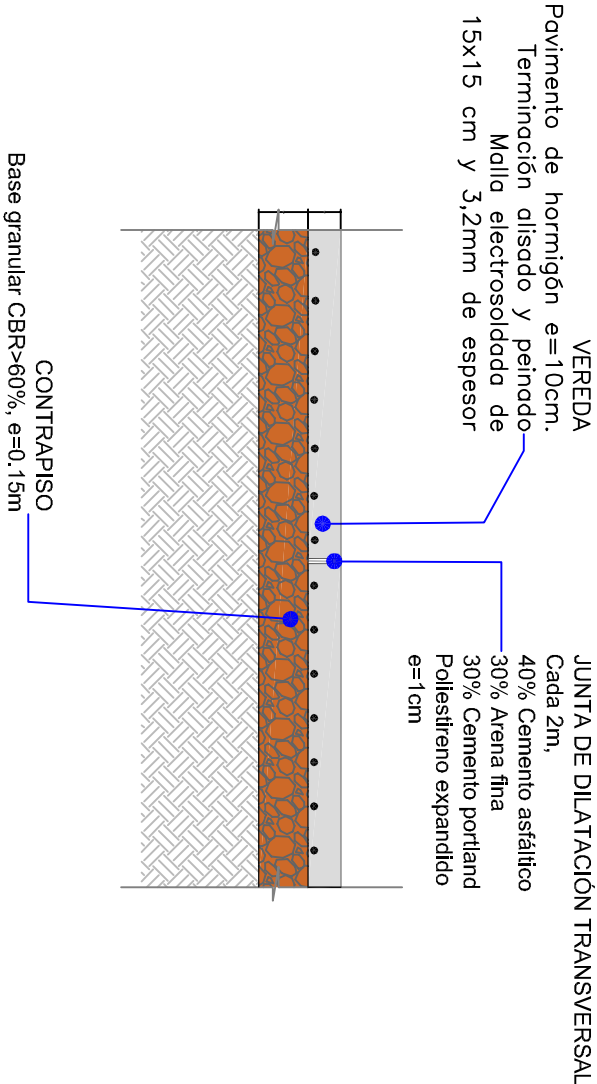 VEREDA
Pavimento de hormigón e=10cm.
Terminación alisado y peinado
Malla electrosoldada de
15x15 cm y 3,2mm de espesor
JUNTA DE DILATACIÓN TRANSVERSAL
Cada 2m,
40% Cemento asfáltico
30% Arena fina
30% Cemento portland
Poliestireno expandido
e=1cm
CONTRAPISO
Base granular CBR>60%, e=0.15m